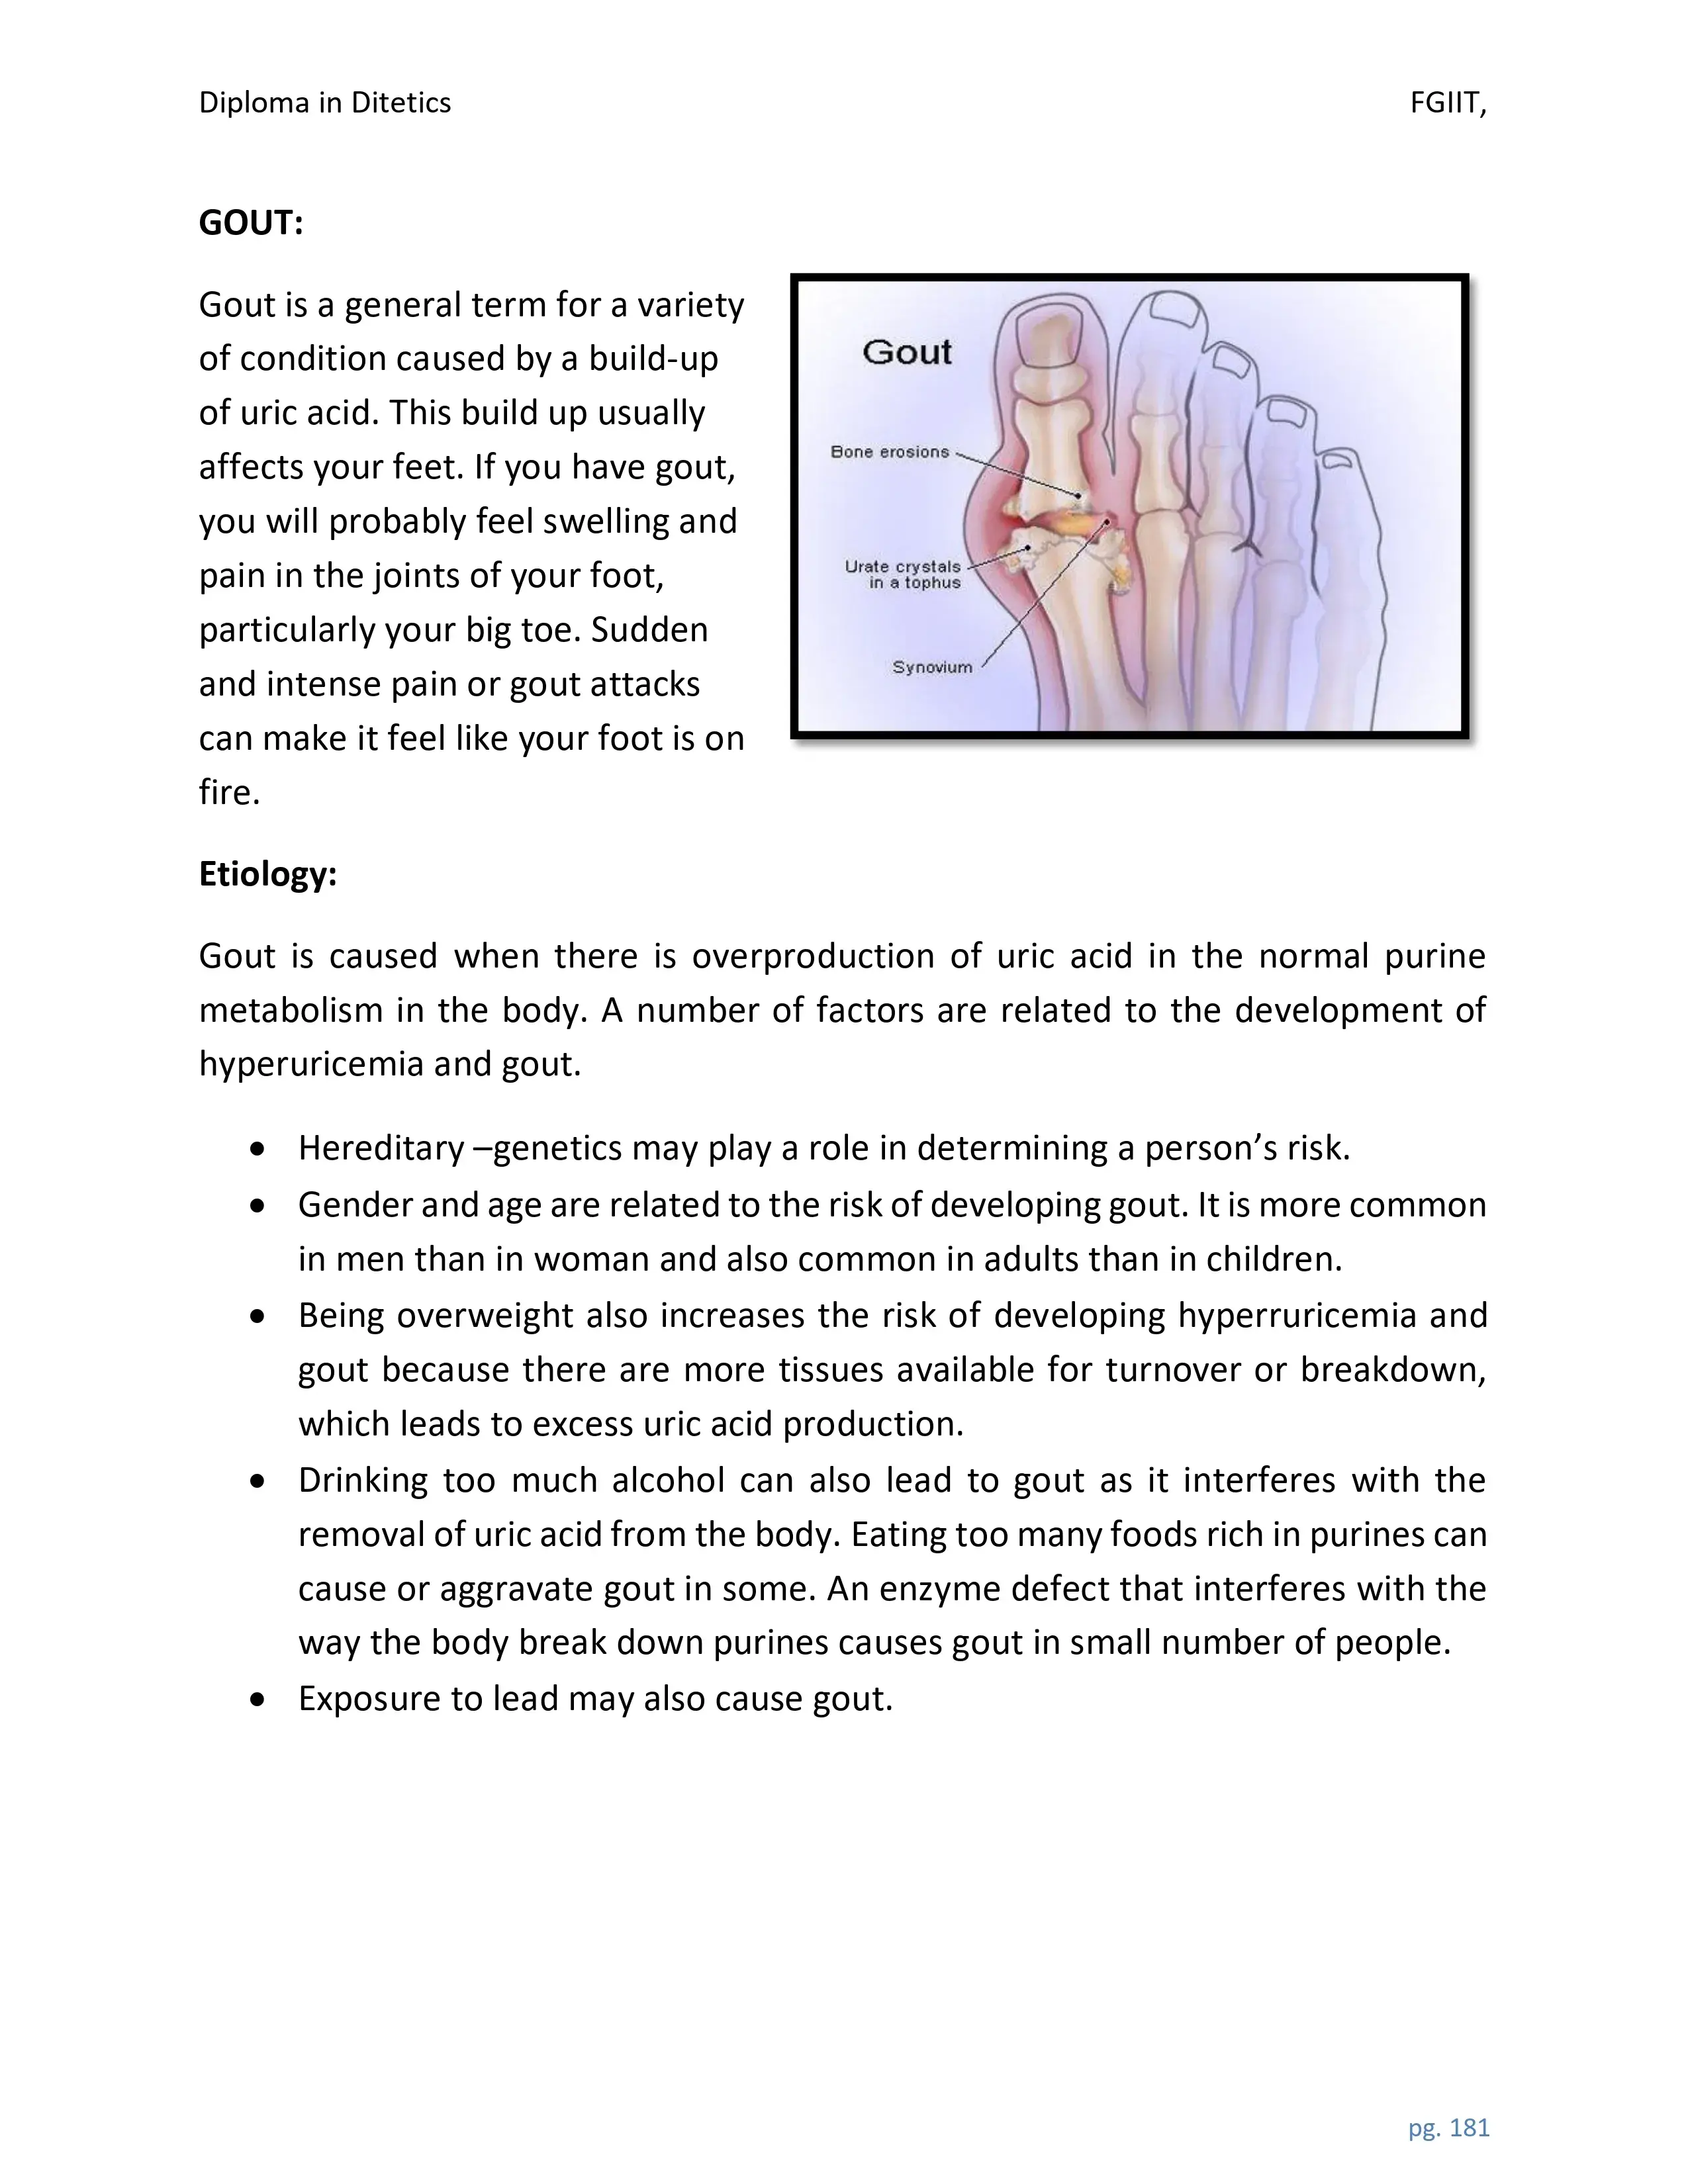 Diploma in Ditetics
FGIIT,
GOUT:
Gout is a general term for a variety
of condition caused by a build-up
of uric acid. This build up usually
affects your feet. If you have gout,
you will probably feel swelling and
pain in the joints of your foot,
particularly your big toe. Sudden
and intense pain or gout attacks
can make it feel like your foot is on
fire.
Gout
Bone erosions
Urate crystals
in a tophus
Synovium
Etiology:
Gout is caused when there is overproduction of uric acid in the normal purine
metabolism in the body. A number of factors are related to the development of
hyperuricemia and gout.
• Hereditary –genetics may play a role in determining a person’s risk.
• Gender and age are related to the risk of developing gout. It is more common
in men than in woman and also common in adults than in children.
• Being overweight also increases the risk of developing hyperruricemia and
gout because there are more tissues available for turnover or breakdown,
which leads to excess uric acid production.
• Drinking too much alcohol can also lead to gout as it interferes with the
removal of uric acid from the body. Eating too many foods rich in purines can
cause or aggravate gout in some. An enzyme defect that interferes with the
way the body break down purines causes gout in small number of people.
• Exposure to lead may also cause gout.
pg. 181